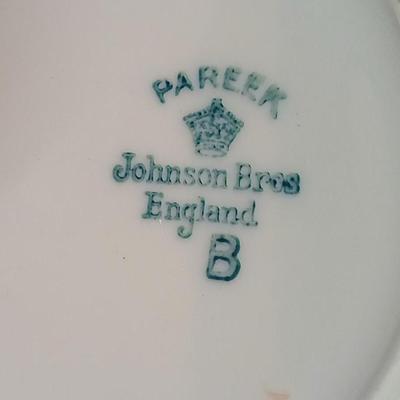 PAREEK
Johnson Bros
England
B